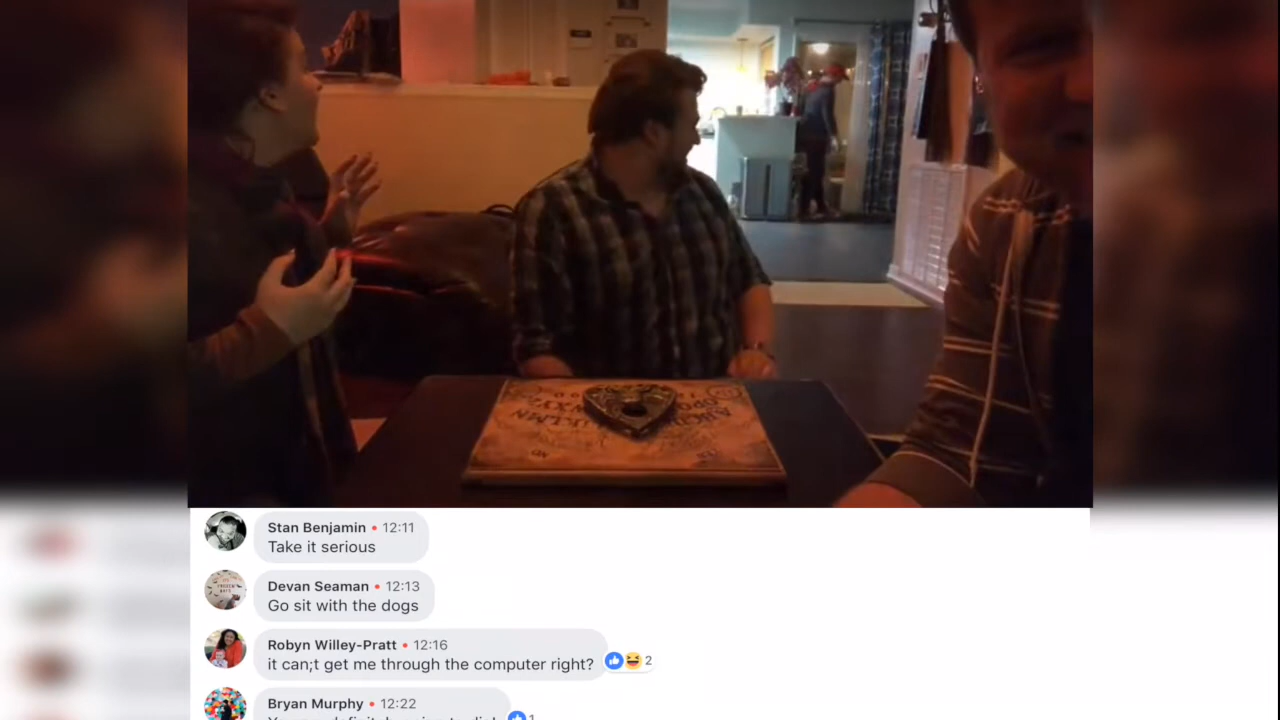 Stan Benjamin • 12:11
Take it serious
Devan Seaman • 12:13
Go sit with the dogs
Robyn Willey-Pratt • 12:16
it can;t get me through the computer right?
2
Bryan Murphy • 12:22
1